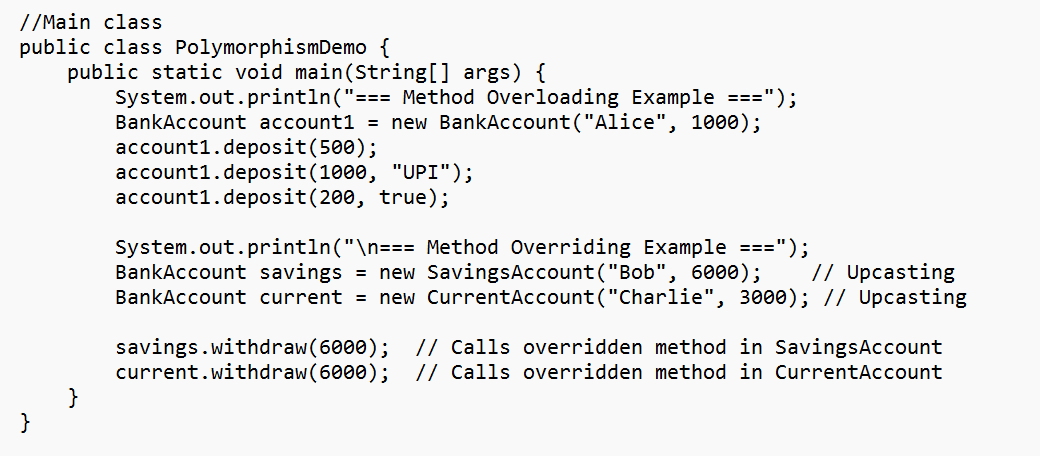 //Main class
public class PolymorphismDemo {
    public static void main(String[] args) {
        System.out.println("=== Method Overloading Example ===");
        BankAccount account1 = new BankAccount("Alice", 1000);
        account1.deposit(500);
        account1.deposit(1000, "UPI");
        account1.deposit(200, true);

        System.out.println("\n=== Method Overriding Example ===");
        BankAccount savings = new SavingsAccount("Bob", 6000);    // Upcasting
        BankAccount current = new CurrentAccount("Charlie", 3000); // Upcasting

        savings.withdraw(6000);  // Calls overridden method in SavingsAccount
        current.withdraw(6000);  // Calls overridden method in CurrentAccount
    }
}